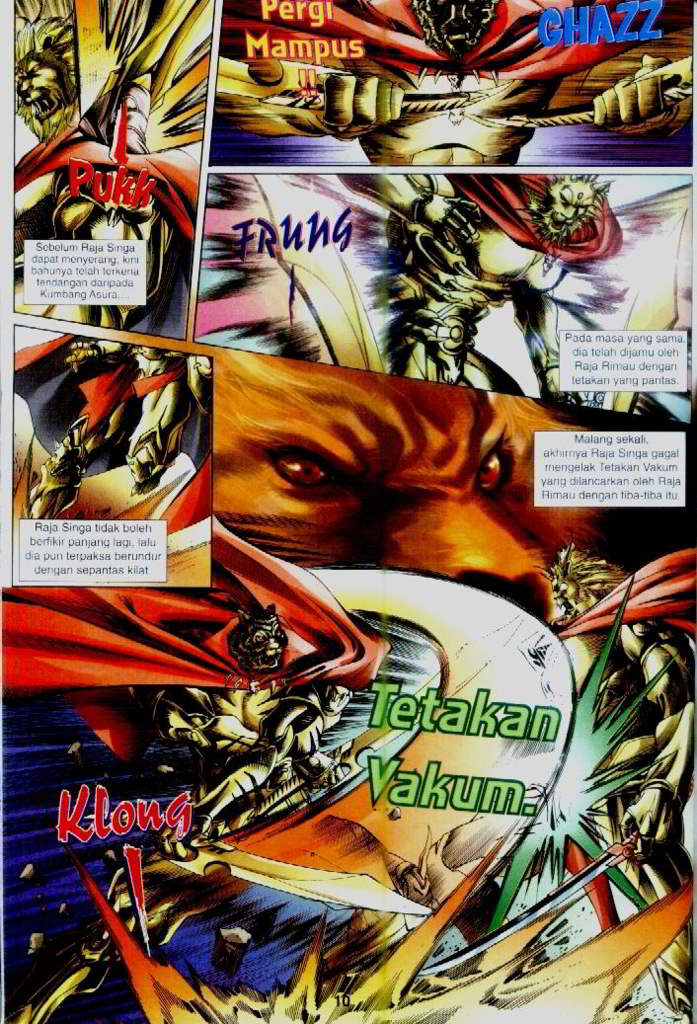 Pergi
Mampus
!!
GHAZZ
Pukk
!
Sebelum Raja Singa
dapat menyerang, kini
bahunya telah terkena
tendangan daripada
Kumbang Asura....
FRUNG
!
Pada masa yang sama,
dia telah dijamu oleh
Raja Rimau dengan
tetakan yang pantas.
Malang sekali,
akhirnya Raja Singa gagal
mengelak Tetakan Vakum
yang dilancarkan oleh Raja
Rimau dengan tiba-tiba itu.
Raja Singa tidak boleh
berfikir panjang lagi, lalu
dia pun terpaksa berundur
dengan sepantas kilat.
Tetakan
Vakum.
Klong
!
10